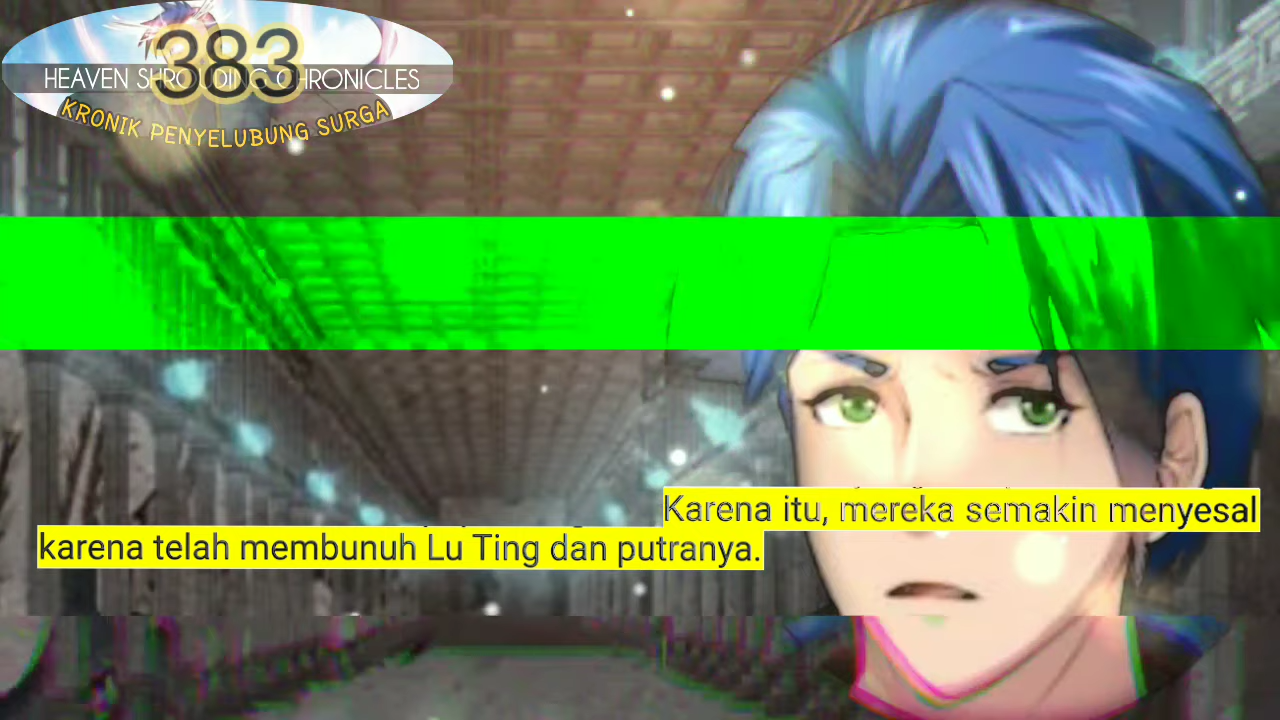 383
HEAVEN SHROUDING CHRONICLES
KRONIK PENYELUBUNG SURGA
Karena itu, mereka semakin menyesal
karena telah membunuh Lu Ting dan putranya.